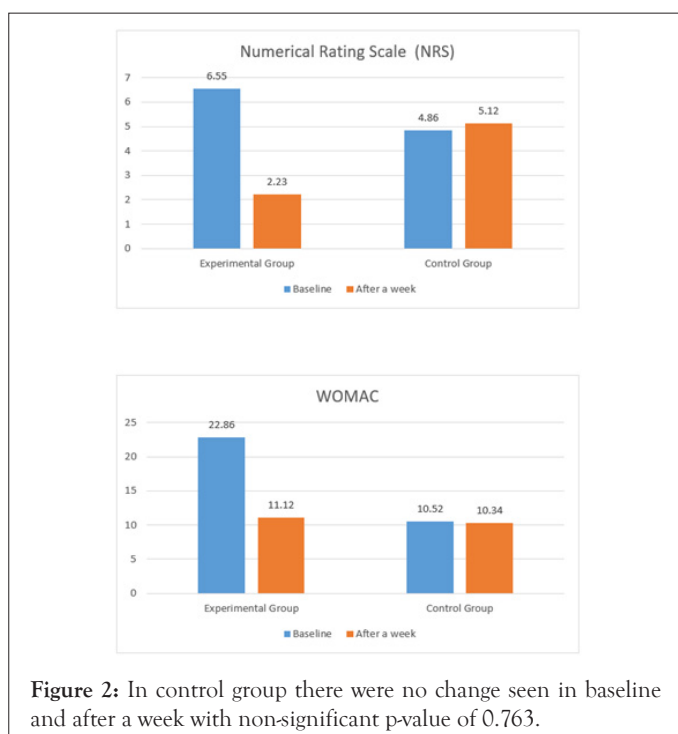 Numerical Rating Scale (NRS)
7
6
5
4
3
2
1
0
6.55
2.23
4.86
5.12
Experimental Group
Control Group
Baseline After a week
WOMAC
25
20
15
10
5
0
22.86
11.12
10.52
10.34
Experimental Group
Control Group
Baseline After a week
Figure 2: In control group there were no change seen in baseline
and after a week with non-significant p-value of 0.763.